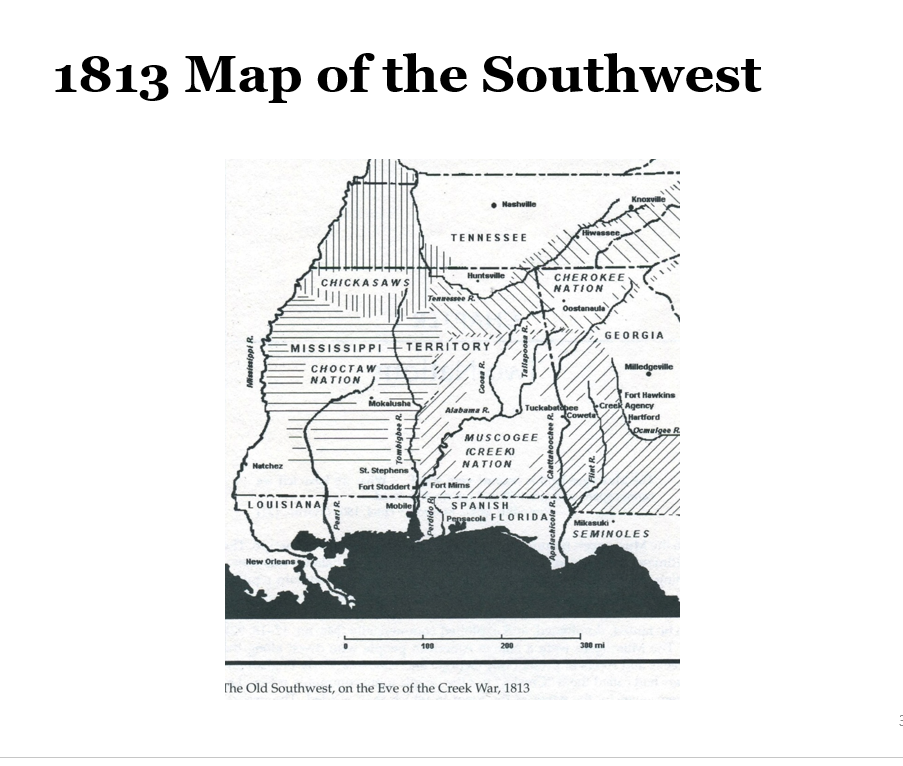 1813 Map of the Southwest
Nashville
Knoxville
TENNESSEE
Hiwassee
Huntsville
CHEROKEE
NATION
CHICKASAWS
Tennessee R.
Oostanaula
Mississippi R.
MISSISSIPPI TERRITORY
GEORGIA
Coosa R.
Tallapoosa R.
CHOCTAW
NATION
Milledgeville
Fort Hawkins
Mokalusha
Alabama R.
Tuckabatchee
Coweta
Creek Agency
Hartford
Ocmulgee R.
Tombigbee R.
MUSCOGEE
(CREEK)
NATION
Chattahoochee R.
Flint R.
Natchez
St. Stephens
Fort Stoddert
Fort Mims
LOUISIANA
Pearl R.
Mobile
Perdido R.
SPANISH
FLORIDA
Pensacola
Apalachicola R.
Mikasuki
SEMINOLES
New Orleans
0 100 200 300 mi
The Old Southwest, on the Eve of the Creek War, 1813
3